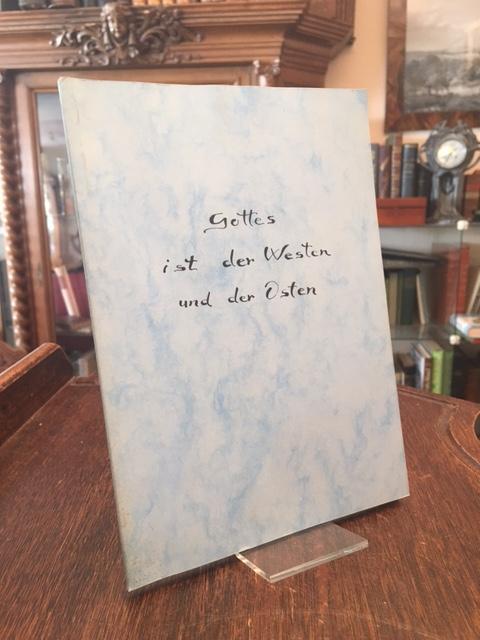 Gottes
ist der Westen
und der Osten